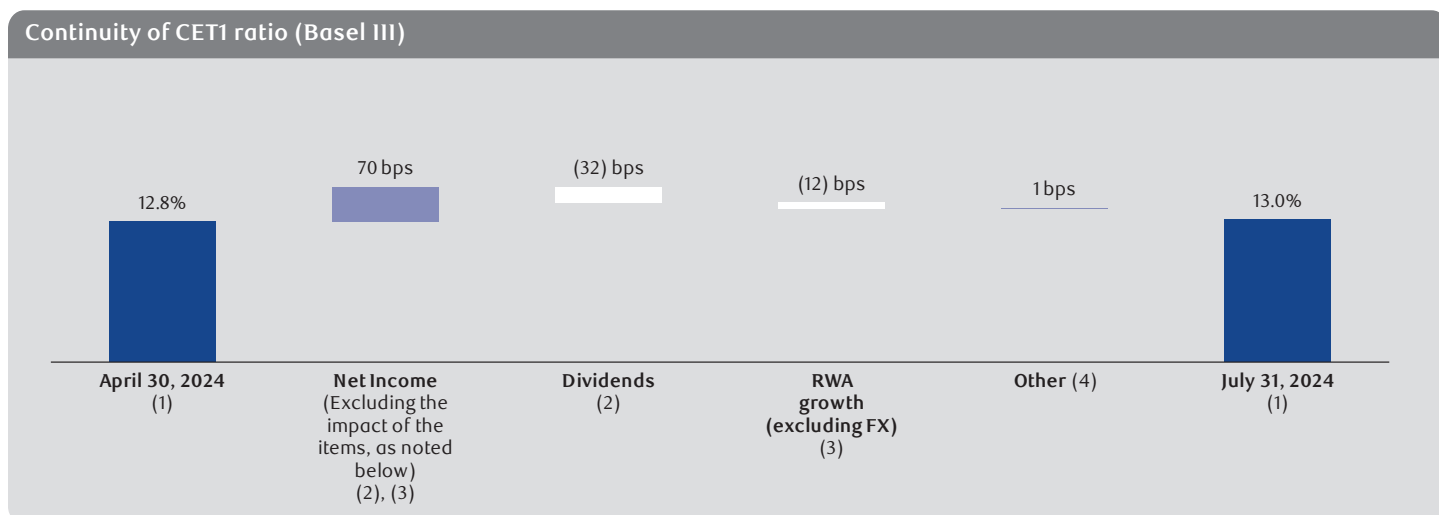 Continuity of CET1 ratio (Basel III)
12.8%
70 bps
(32) bps
(12) bps
1 bps
13.0%
April 30, 2024
(1)
Net Income
(Excluding the
impact of the
items, as noted
below)
(2), (3)
Dividends
(2)
RWA
growth
(excluding FX)
(3)
Other (4)
July 31, 2024
(1)